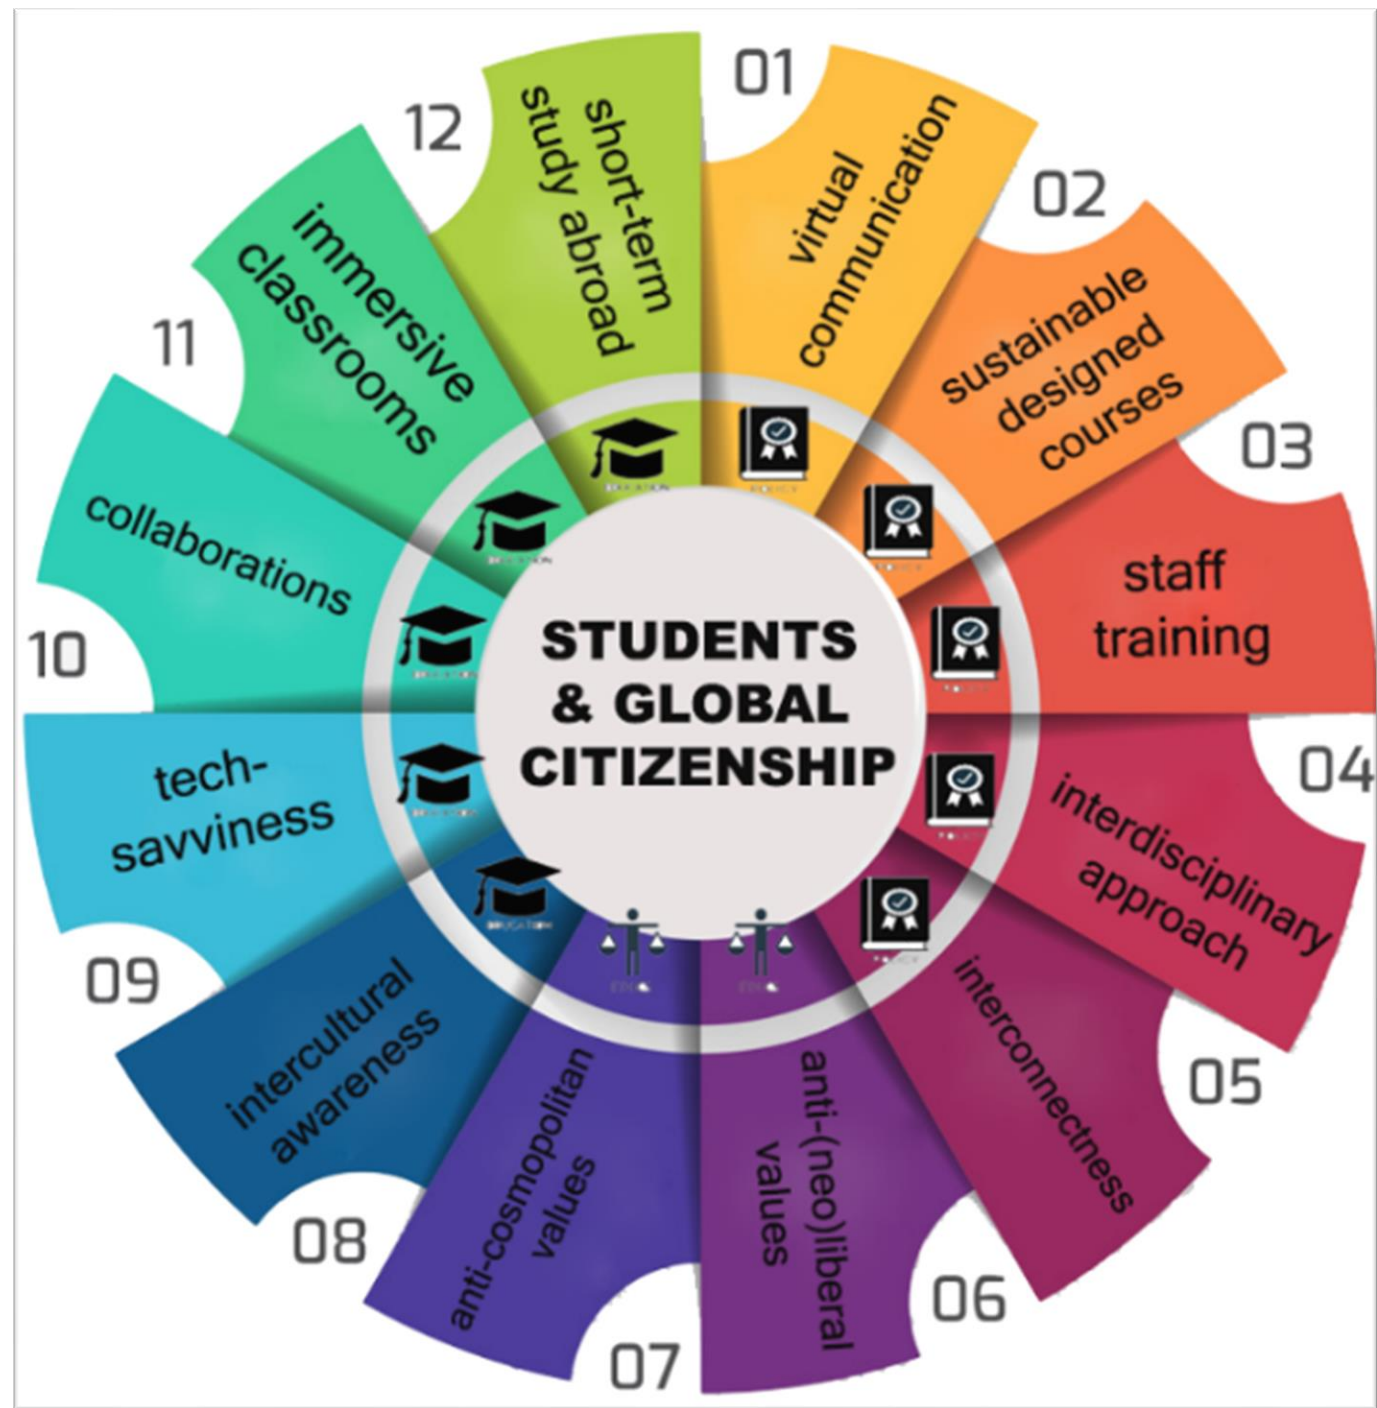 STUDENTS
& GLOBAL
CITIZENSHIP
01
virtual
communication
02
sustainable
designed
courses
03
staff
training
04
interdisciplinary
approach
05
interconnectness
06
anti-(neo)liberal
values
07
anti-cosmopolitan
values
08
intercultural
awareness
09
tech-
savviness
10
collaborations
11
immersive
classrooms
12
short-term
study abroad